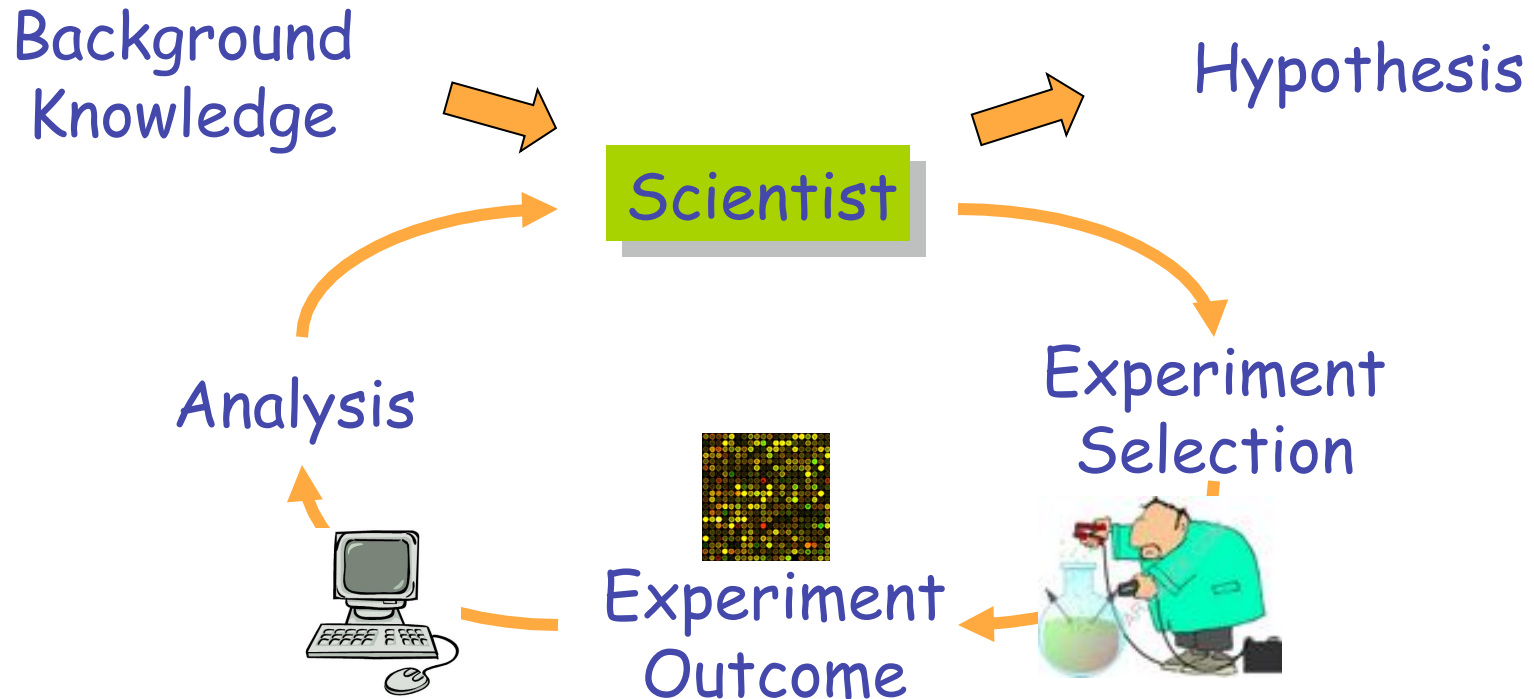 Background
Knowledge
Hypothesis
Scientist
Analysis
Experiment
Selection
Experiment
Outcome